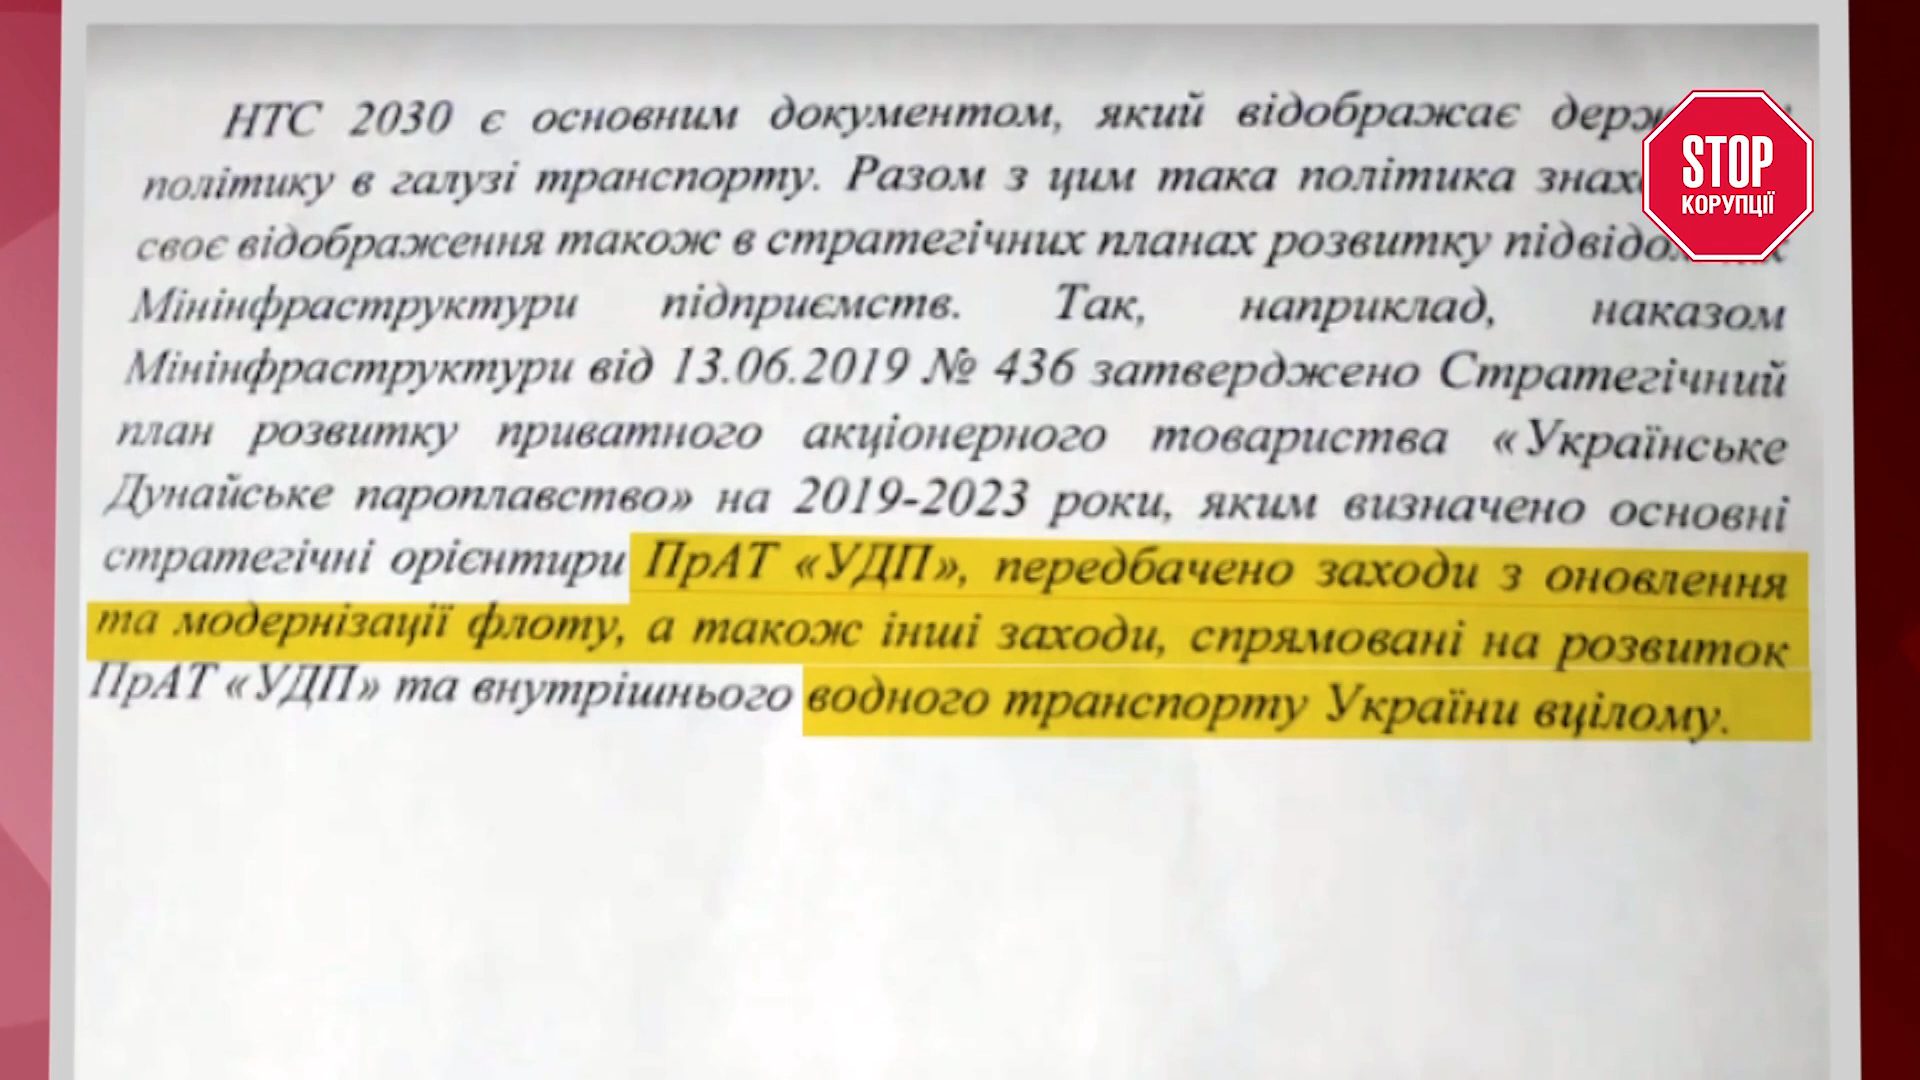 НТС 2030 є основним документом, який відображає
політику в галузі транспорту. Разом з цим така політика
своє відображення також в стратегічних планах розвитку
Мінінфраструктури підприємств. Так, наприклад, наказом
Мінінфраструктури від 13.06.2019 № 436 затверджено Стратегічний
план розвитку приватного акціонерного товариства «Українське
Дунайське пароплавство» на 2019-2023 роки, яким визначено основні
стратегічні орієнтири ПрАТ «УДП», передбачено заходи з оновлення
та модернізації флоту, а також інші заходи, спрямовані на розвиток
ПрАТ «УДП» та внутрішнього водного транспорту України вцілому.
STOP
КОРУПЦІЇ